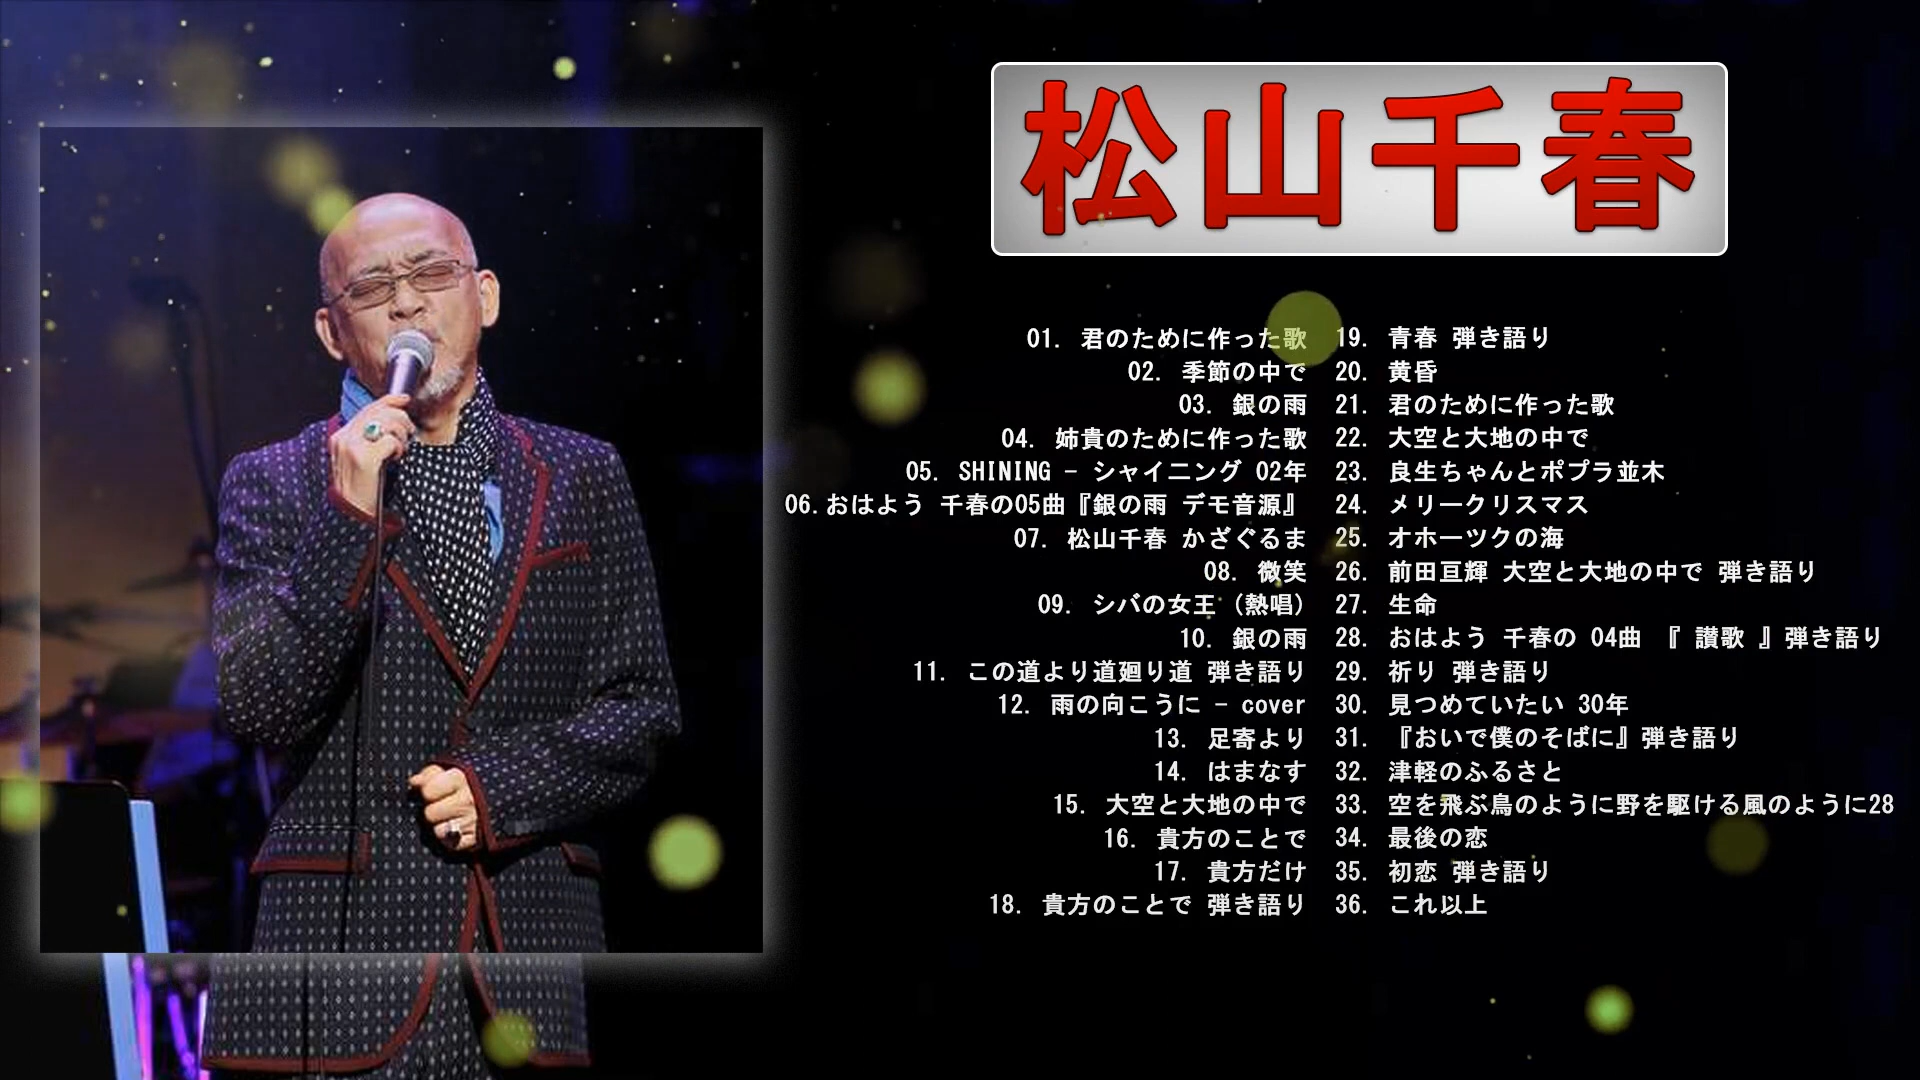 松山千春
01. 君のために作った歌
02. 季節の中で
03. 銀の雨
04. 姉貴のために作った歌
05. SHINING - シャイニング 02年
06.おはよう 千春の05曲『銀の雨 デモ音源』
07. 松山千春 かざぐるま
08. 微笑
09. シバの女王 (熱唱)
10. 銀の雨
11. この道より道廻り道 弾き語り
12. 雨の向こうに - cover
13. 足寄より
14. はまなす
15. 大空と大地の中で
16. 貴方のことで
17. 貴方だけ
18. 貴方のことで 弾き語り
19. 青春 弾き語り
20. 黄昏
21. 君のために作った歌
22. 大空と大地の中で
23. 良生ちゃんとポプラ並木
24. メリークリスマス
25. オホーツクの海
26. 前田亘輝 大空と大地の中で 弾き語り
27. 生命
28. おはよう 千春の 04曲 『 讃歌 』弾き語り
29. 祈り 弾き語り
30. 見つめていたい 30年
31. 『おいで僕のそばに』弾き語り
32. 津軽のふるさと
33. 空を飛ぶ鳥のように野を駆ける風のように28
34. 最後の恋
35. 初恋 弾き語り
36. これ以上